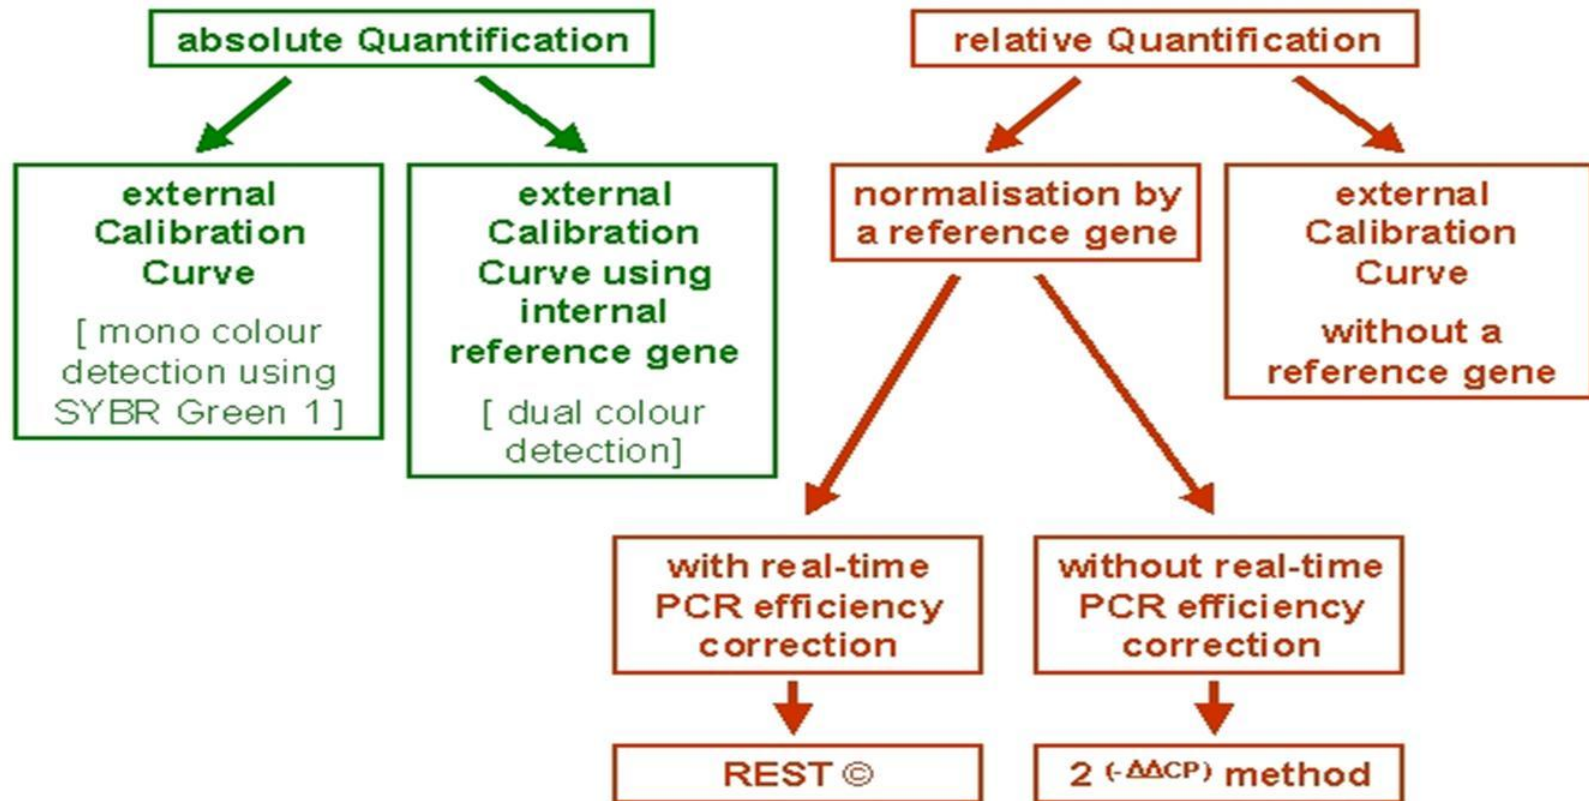 absolute Quantification
relative Quantification
external
Calibration
Curve
[ mono colour
detection using
SYBR Green 1 ]
external
Calibration
Curve using
internal
reference gene
[ dual colour
detection]
normalisation by
a reference gene
external
Calibration
Curve
without a
reference gene
with real-time
PCR efficiency
correction
without real-time
PCR efficiency
correction
REST ©
2 (-ΔΔCP) method